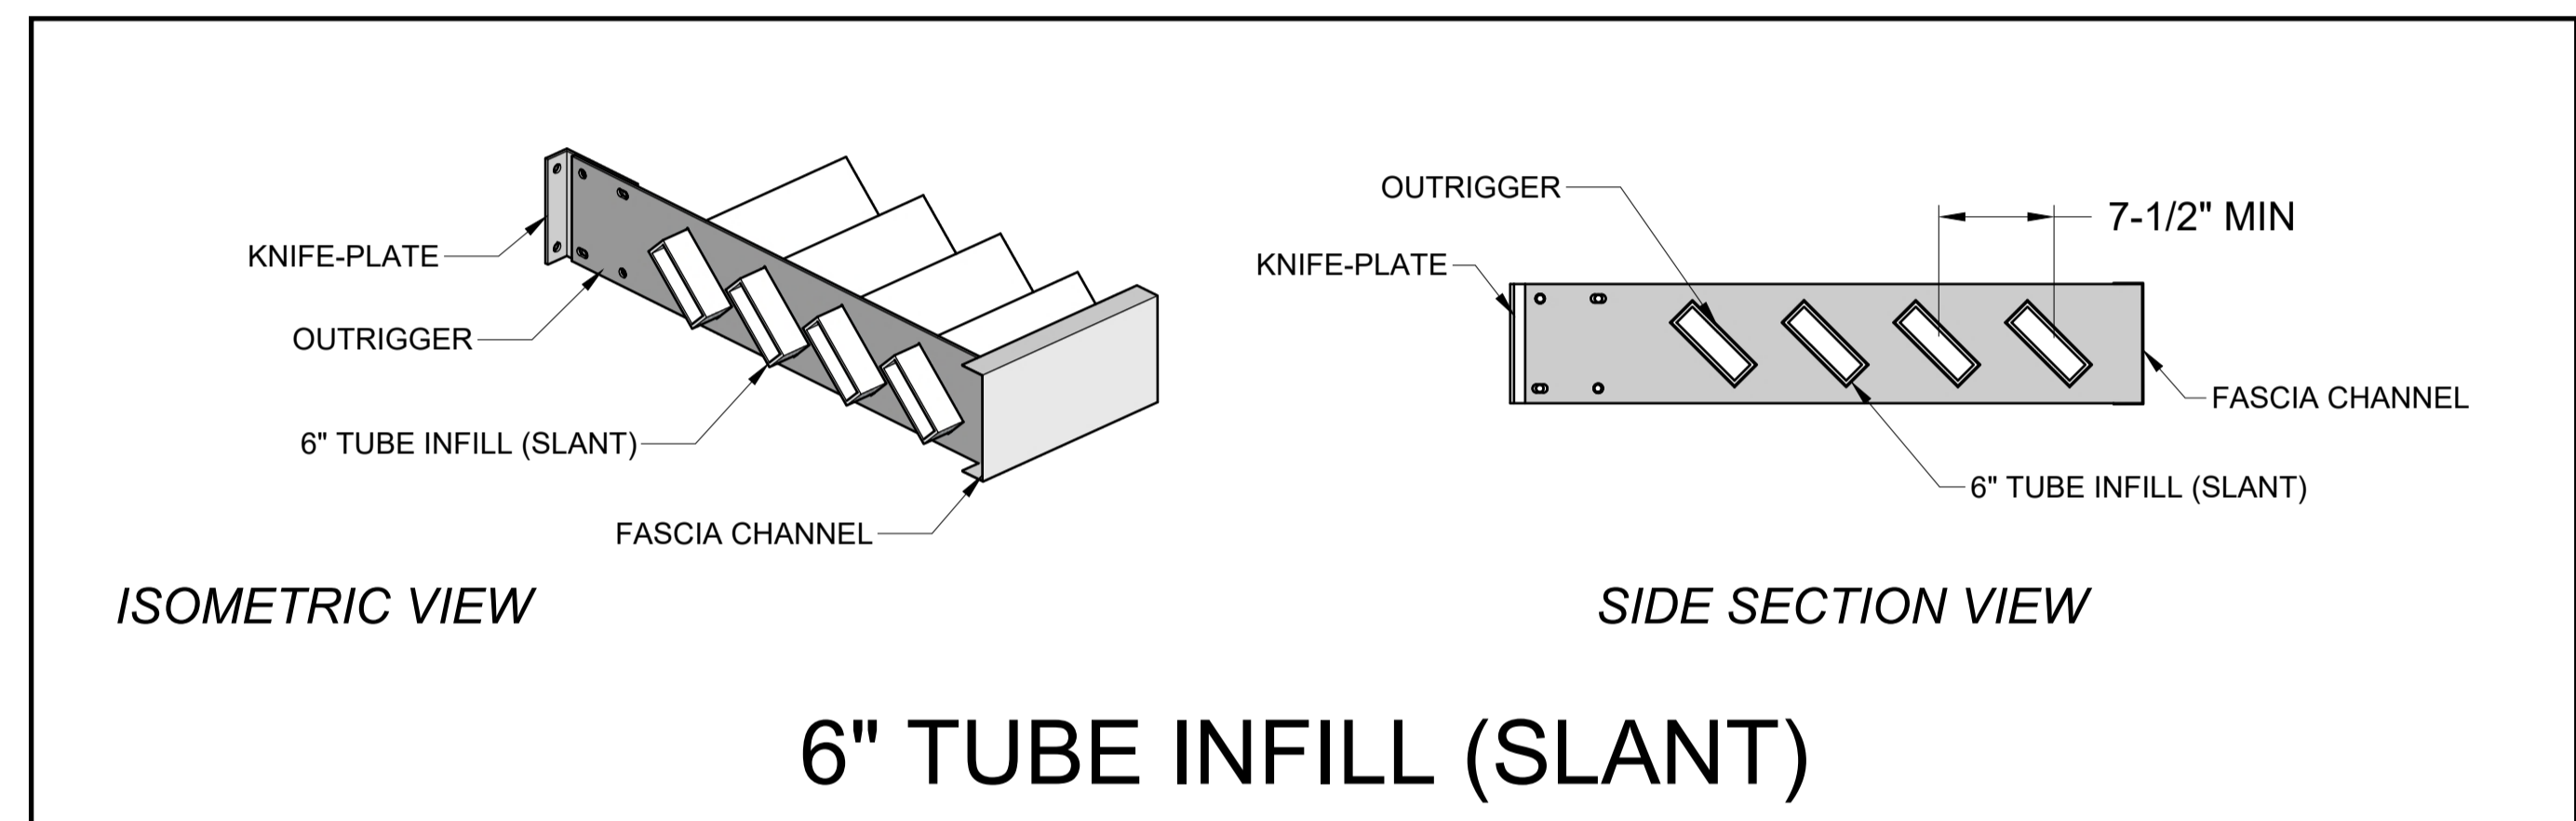 KNIFE-PLATE
OUTRIGGER
6" TUBE INFILL (SLANT)
FASCIA CHANNEL
ISOMETRIC VIEW
OUTRIGGER
7-1/2" MIN
KNIFE-PLATE
FASCIA CHANNEL
6" TUBE INFILL (SLANT)
SIDE SECTION VIEW
6" TUBE INFILL (SLANT)